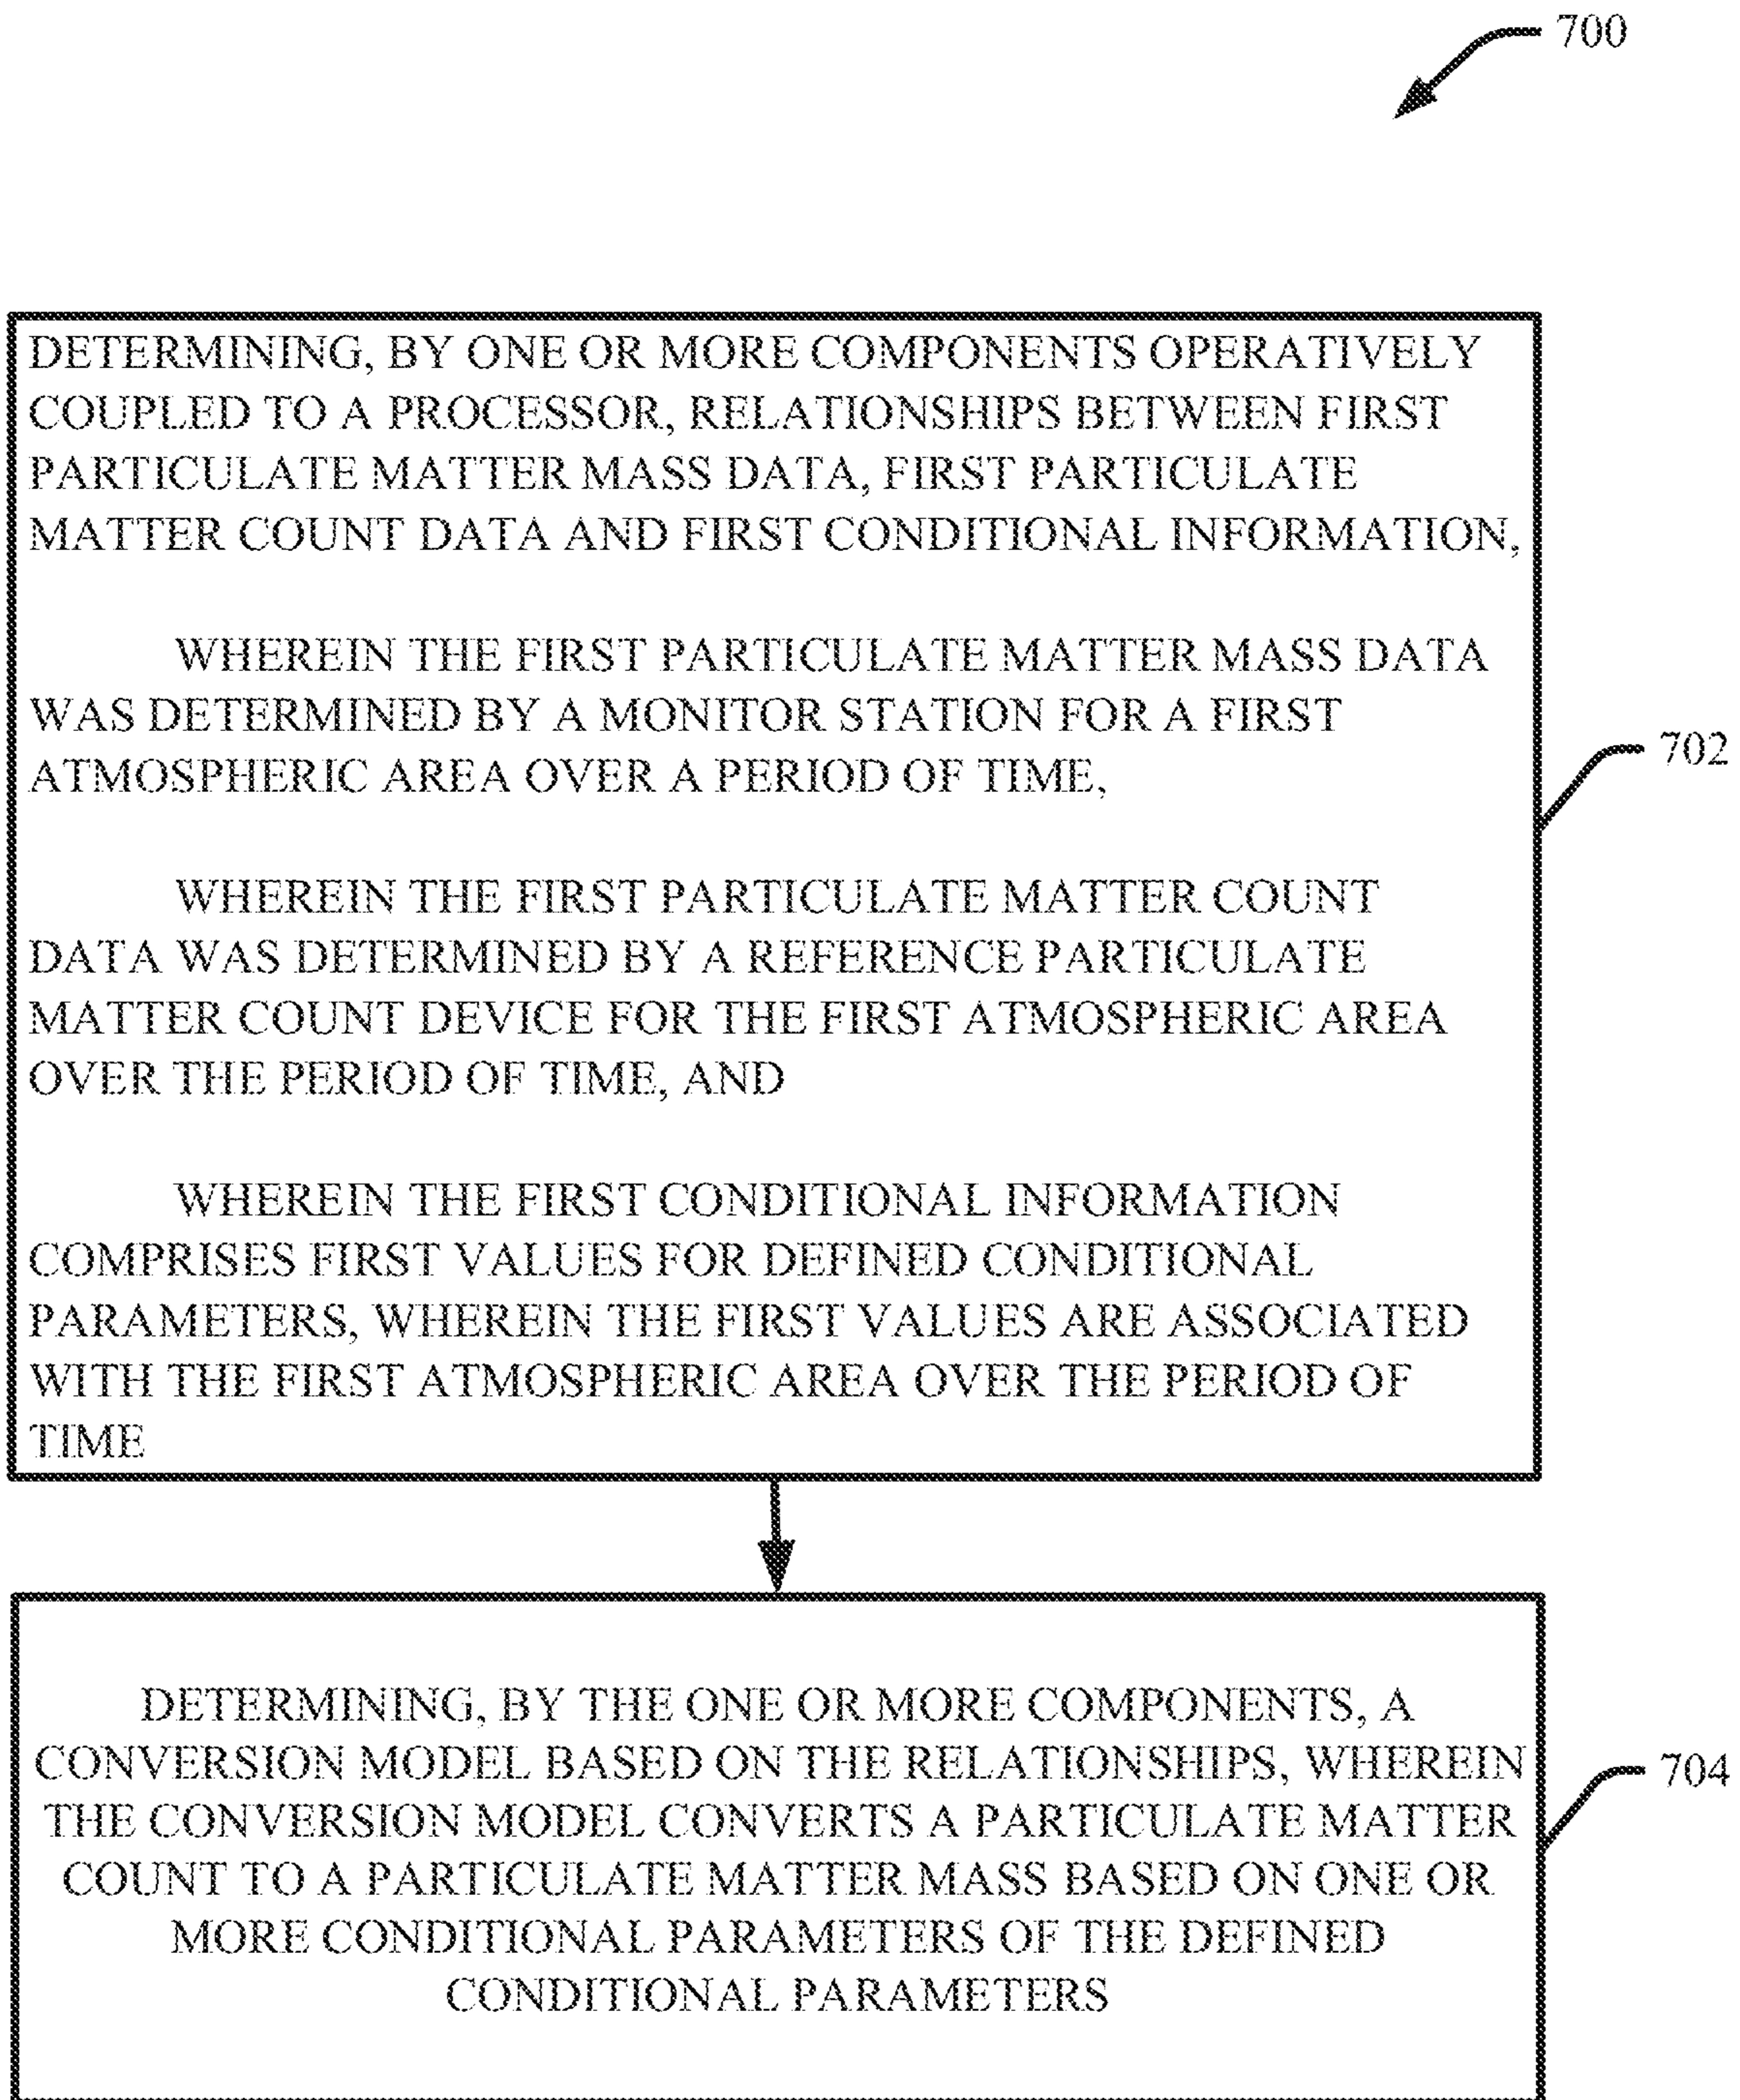 700
DETERMINING, BY ONE OR MORE COMPONENTS OPERATIVELY
COUPLED TO A PROCESSOR, RELATIONSHIPS BETWEEN FIRST
PARTICULATE MATTER MASS DATA, FIRST PARTICULATE
MATTER COUNT DATA AND FIRST CONDITIONAL INFORMATION,
WHEREIN THE FIRST PARTICULATE MATTER MASS DATA
WAS DETERMINED BY A MONITOR STATION FOR A FIRST
ATMOSPHERIC AREA OVER A PERIOD OF TIME,
WHEREIN THE FIRST PARTICULATE MATTER COUNT
DATA WAS DETERMINED BY A REFERENCE PARTICULATE
MATTER COUNT DEVICE FOR THE FIRST ATMOSPHERIC AREA
OVER THE PERIOD OF TIME, AND
WHEREIN THE FIRST CONDITIONAL INFORMATION
COMPRISES FIRST VALUES FOR DEFINED CONDITIONAL
PARAMETERS, WHEREIN THE FIRST VALUES ARE ASSOCIATED
WITH THE FIRST ATMOSPHERIC AREA OVER THE PERIOD OF
TIME
702
DETERMINING, BY THE ONE OR MORE COMPONENTS, A
CONVERSION MODEL BASED ON THE RELATIONSHIPS, WHEREIN
THE CONVERSION MODEL CONVERTS A PARTICULATE MATTER
COUNT TO A PARTICULATE MATTER MASS BASED ON ONE OR
MORE CONDITIONAL PARAMETERS OF THE DEFINED
CONDITIONAL PARAMETERS
704